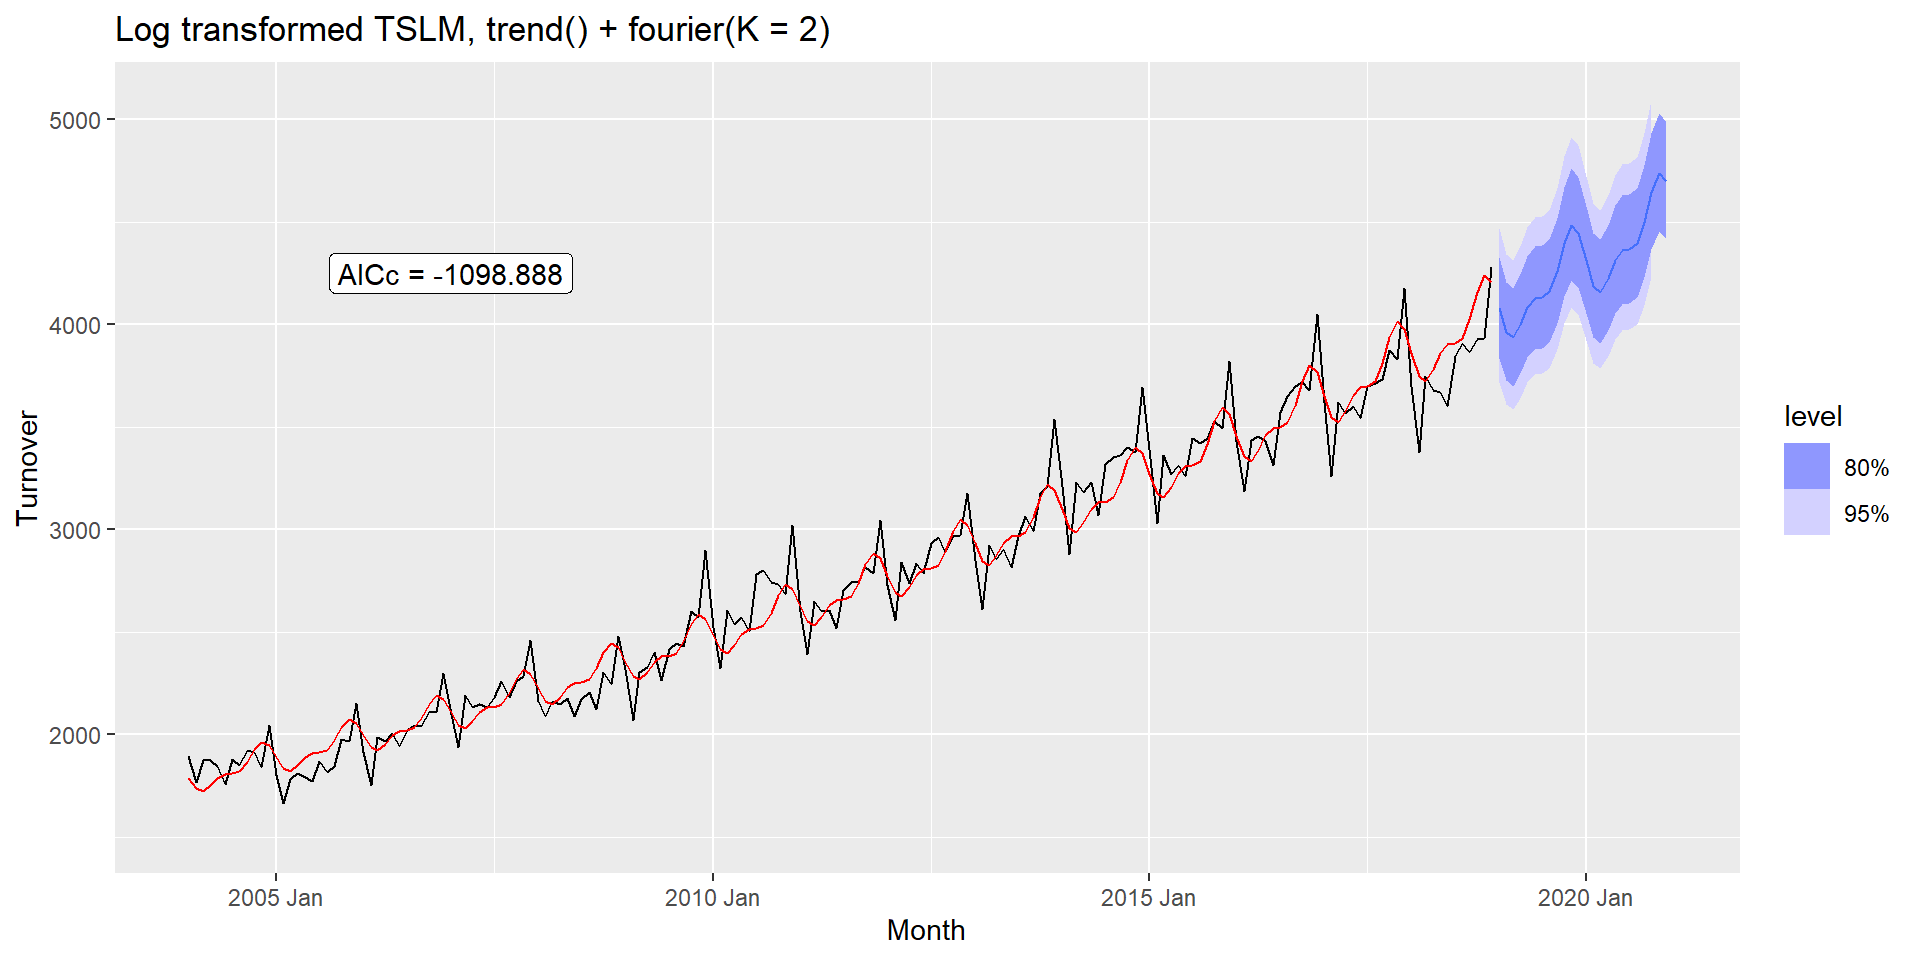 Log transformed TSLM, trend() + fourier(K = 2)
5000
4000
3000
2000
Turnover
AICc = -1098.888
2005 Jan
2010 Jan
2015 Jan
2020 Jan
Month
level
80%
95%